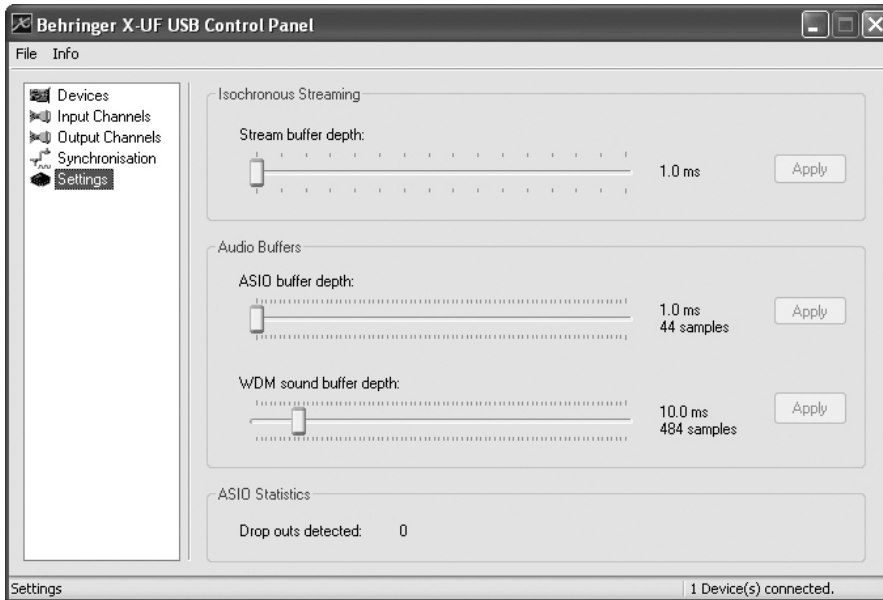 Behringer X-UF USB Control Panel
File Info
Devices
Input Channels
Output Channels
Synchronisation
Settings
Isochronous Streaming
Stream buffer depth:
1.0 ms
Apply
Audio Buffers
ASIO buffer depth:
1.0 ms
44 samples
Apply
WDM sound buffer depth:
10.0 ms
484 samples
Apply
ASIO Statistics
Drop outs detected: 0
Settings
1 Device(s) connected.